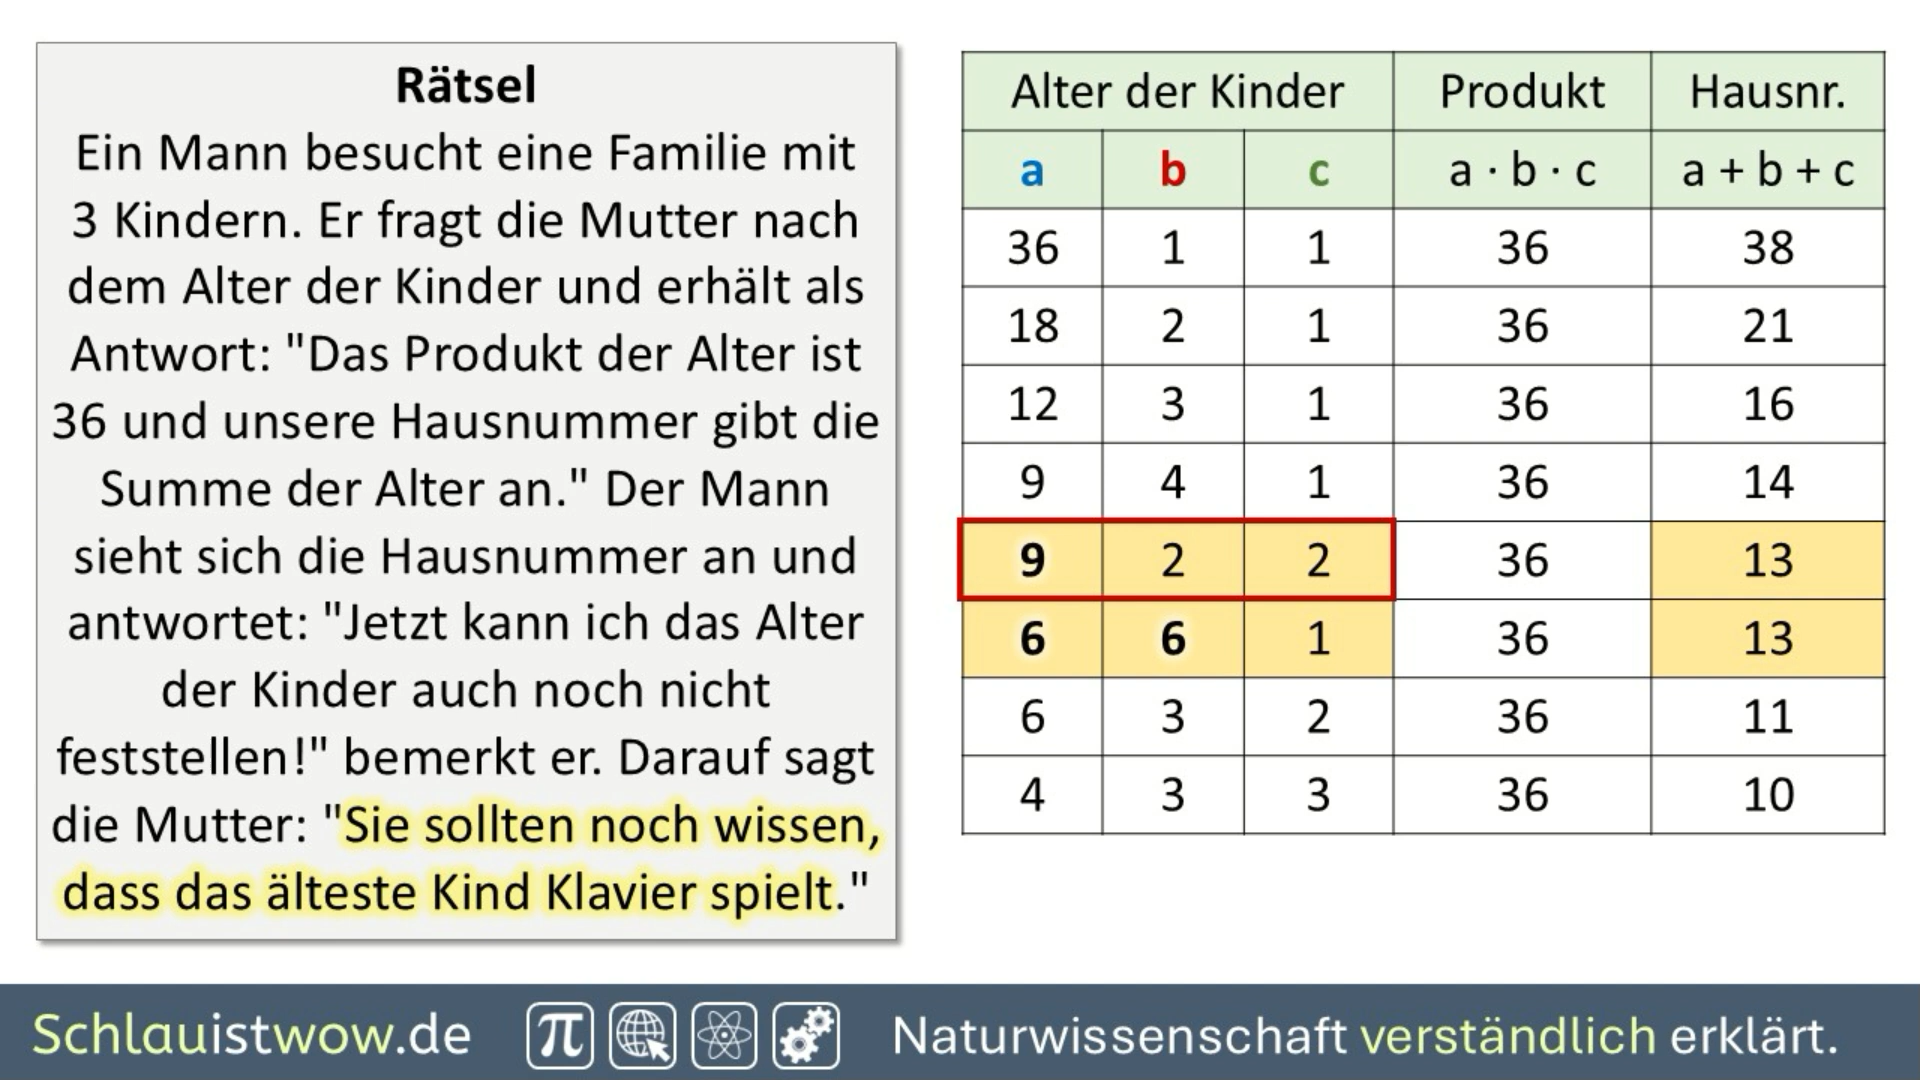 Rätsel
Ein Mann besucht eine Familie mit
3 Kindern. Er fragt die Mutter nach
dem Alter der Kinder und erhält als
Antwort: "Das Produkt der Alter ist
36 und unsere Hausnummer gibt die
Summe der Alter an." Der Mann
sieht sich die Hausnummer an und
antwortet: "Jetzt kann ich das Alter
der Kinder auch noch nicht
feststellen!" bemerkt er. Darauf sagt
die Mutter: "Sie sollten noch wissen,
dass das älteste Kind Klavier spielt."
Alter der Kinder Produkt Hausnr.
a b c a · b · c a + b + c
36 1 1 36 38
18 2 1 36 21
12 3 1 36 16
9 4 1 36 14
9 2 2 36 13
6 6 1 36 13
6 3 2 36 11
4 3 3 36 10
Schlauistwow.de π Naturwissenschaft verständlich erklärt.